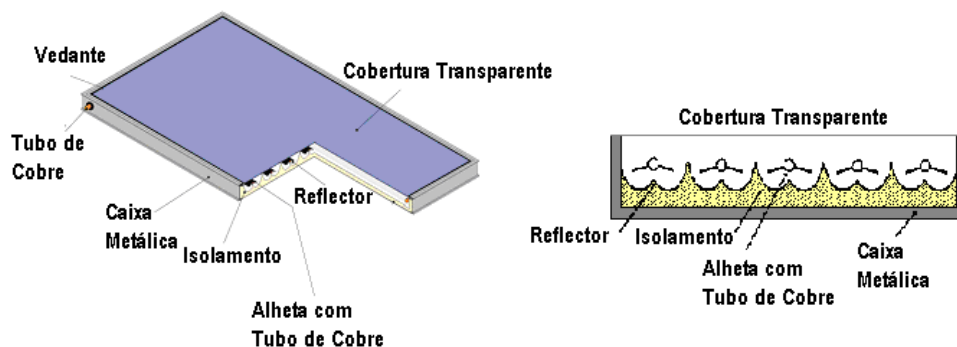 Vedante
Cobertura Transparente
Tubo de
Cobre
Reflector
Caixa
Metálica
Isolamento
Alheta com
Tubo de Cobre
Cobertura Transparente
Reflector
Isolamento
Alheta com
Tubo de Cobre
Caixa
Metálica